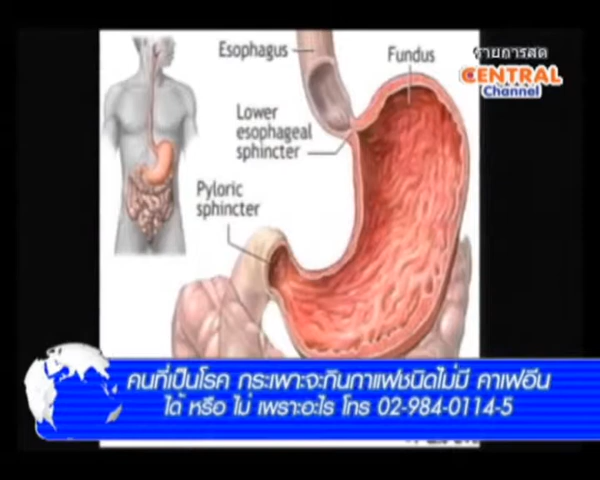 รายการสด
CENTRAL
Channel
Esophagus
Fundus
Lower
esophageal
sphincter
Pyloric
sphincter
คนที่เป็นโรค กระเพาะจะกินกาแฟชนิดไม่มี คาเฟอีน
ได้ หรือ ไม่ เพราะอะไร โทร 02-984-0114-5